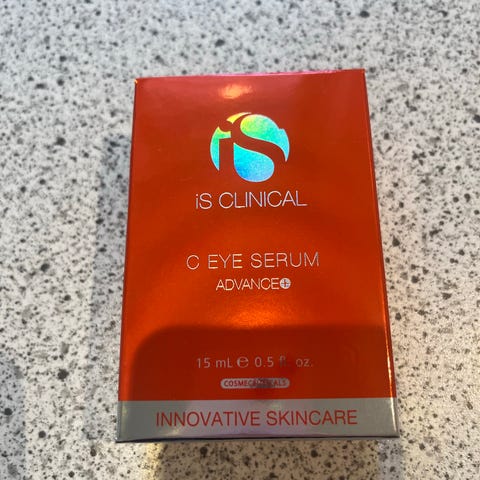 iS
iS CLINICAL
C EYE SERUM
ADVANCE+
15 mL ℮ 0.5 fl. oz.
COSMECEUTICALS
INNOVATIVE SKINCARE